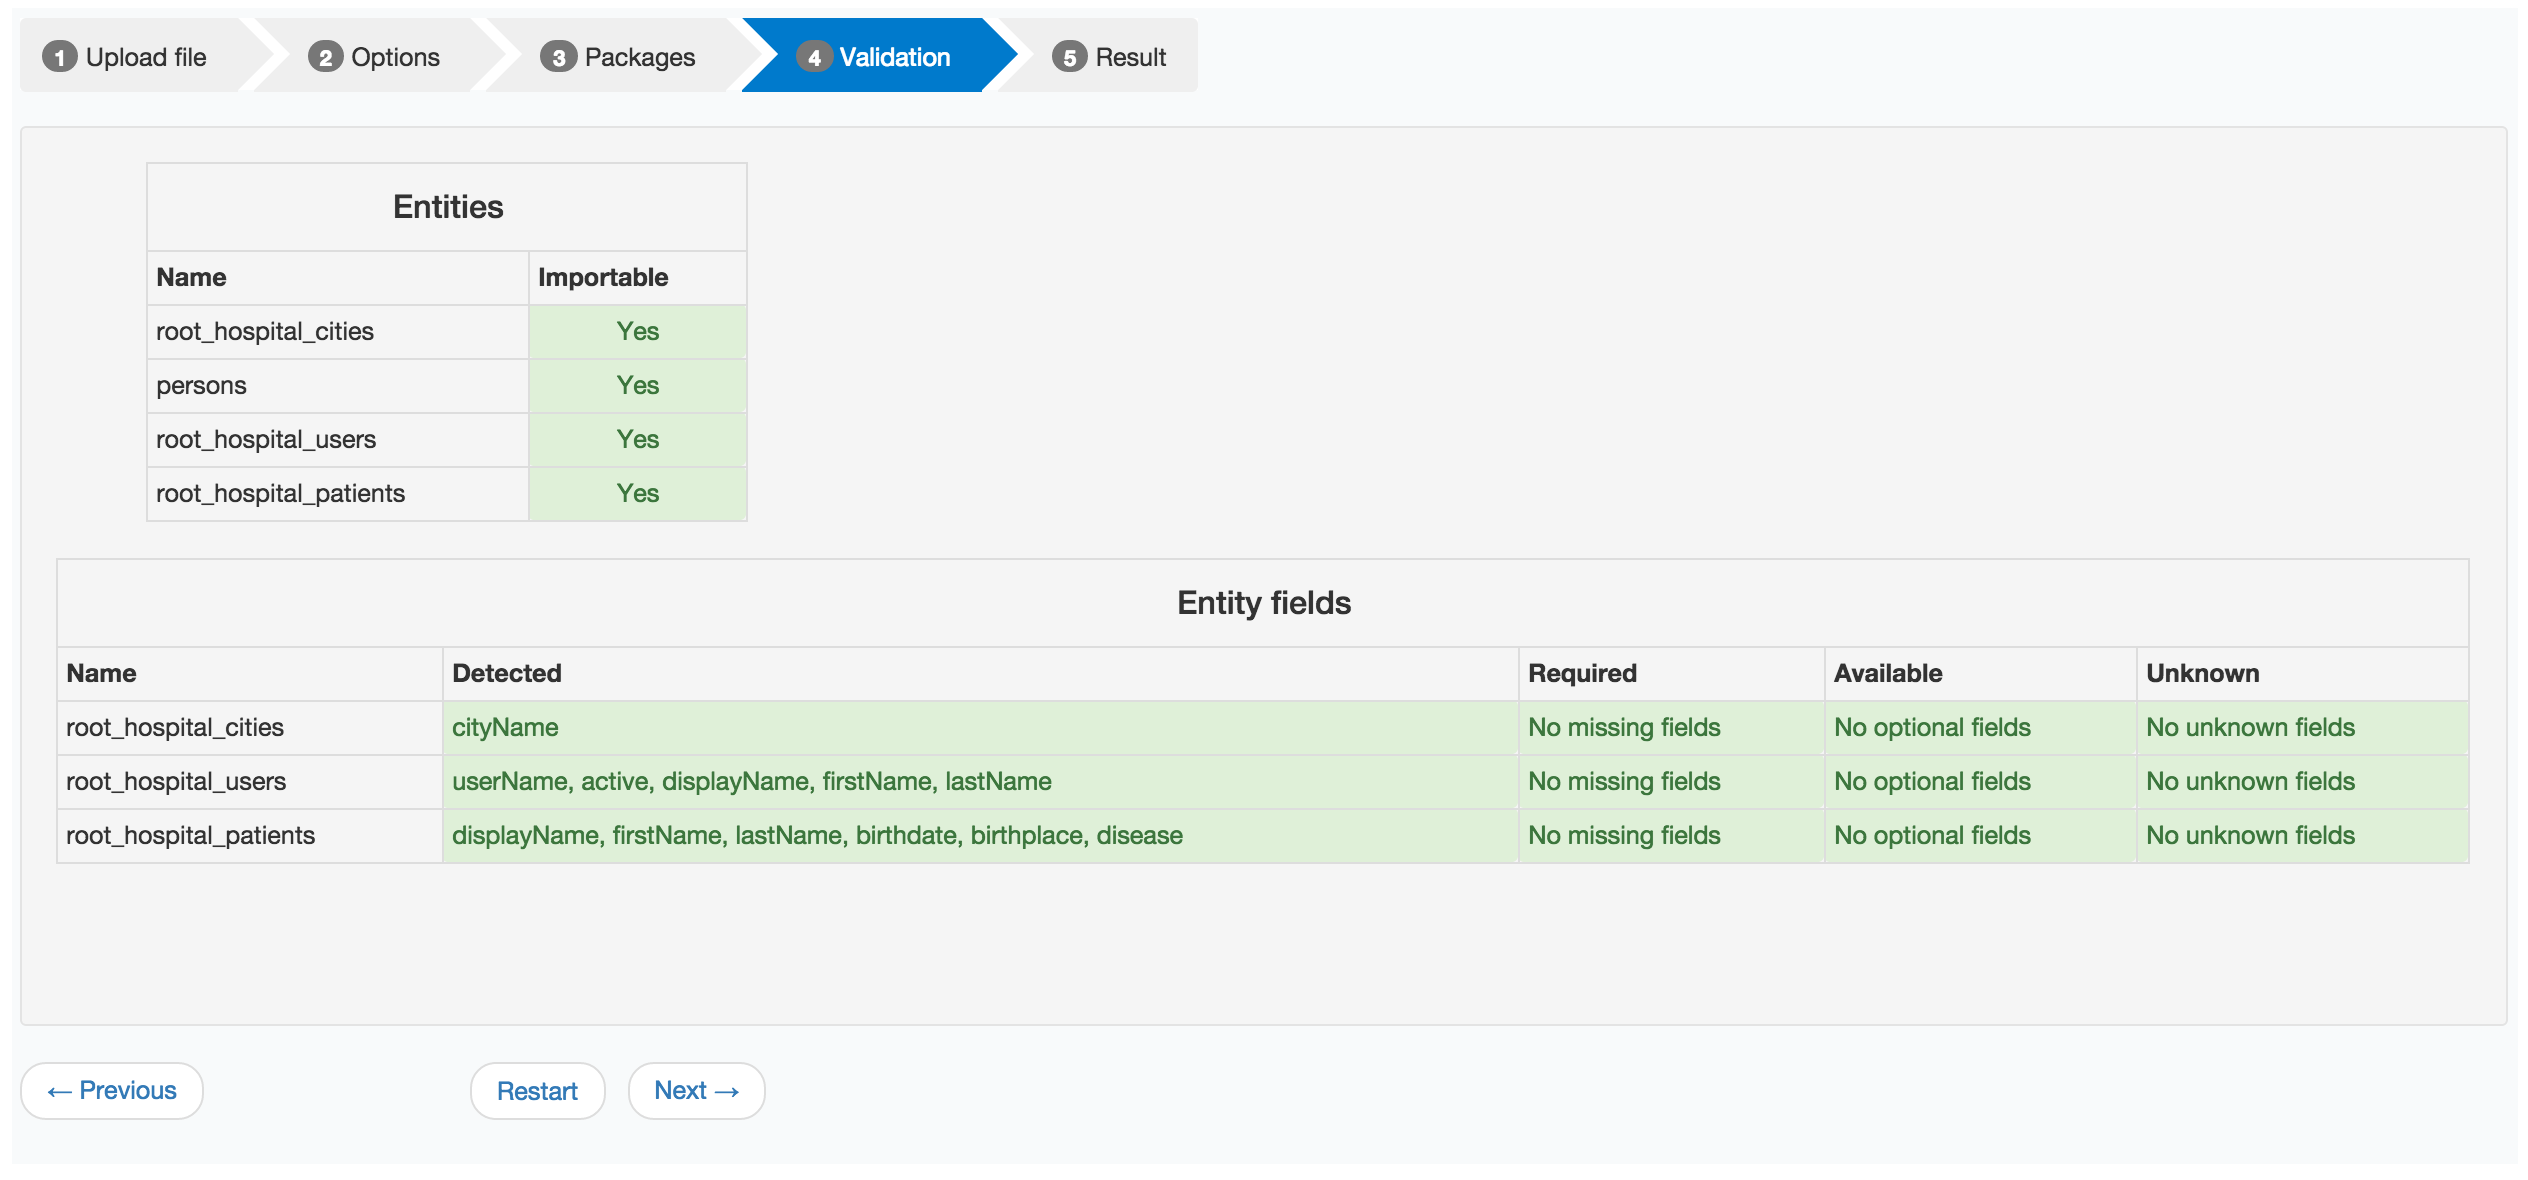 1 Upload file 2 Options 3 Packages 4 Validation 5 Result
Entities
Name Importable
root_hospital_cities Yes
persons Yes
root_hospital_users Yes
root_hospital_patients Yes
Entity fields
Name Detected Required Available Unknown
root_hospital_cities cityName No missing fields No optional fields No unknown fields
root_hospital_users userName, active, displayName, firstName, lastName No missing fields No optional fields No unknown fields
root_hospital_patients displayName, firstName, lastName, birthdate, birthplace, disease No missing fields No optional fields No unknown fields
← Previous Restart Next →